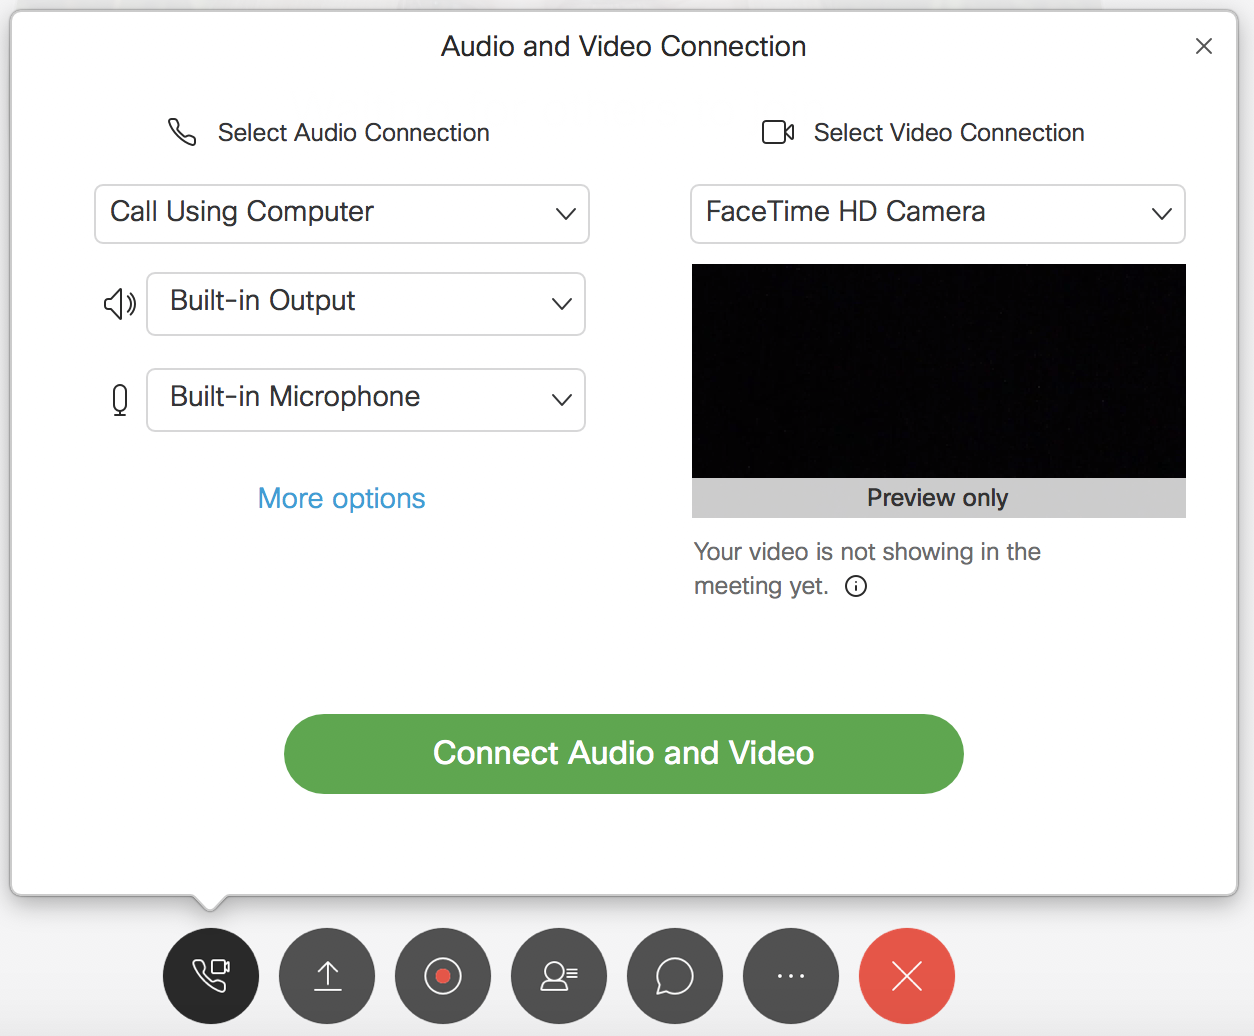 Audio and Video Connection
Select Audio Connection
Call Using Computer
Built-in Output
Built-in Microphone
More options
Select Video Connection
FaceTime HD Camera
Preview only
Your video is not showing in the
meeting yet.
Connect Audio and Video